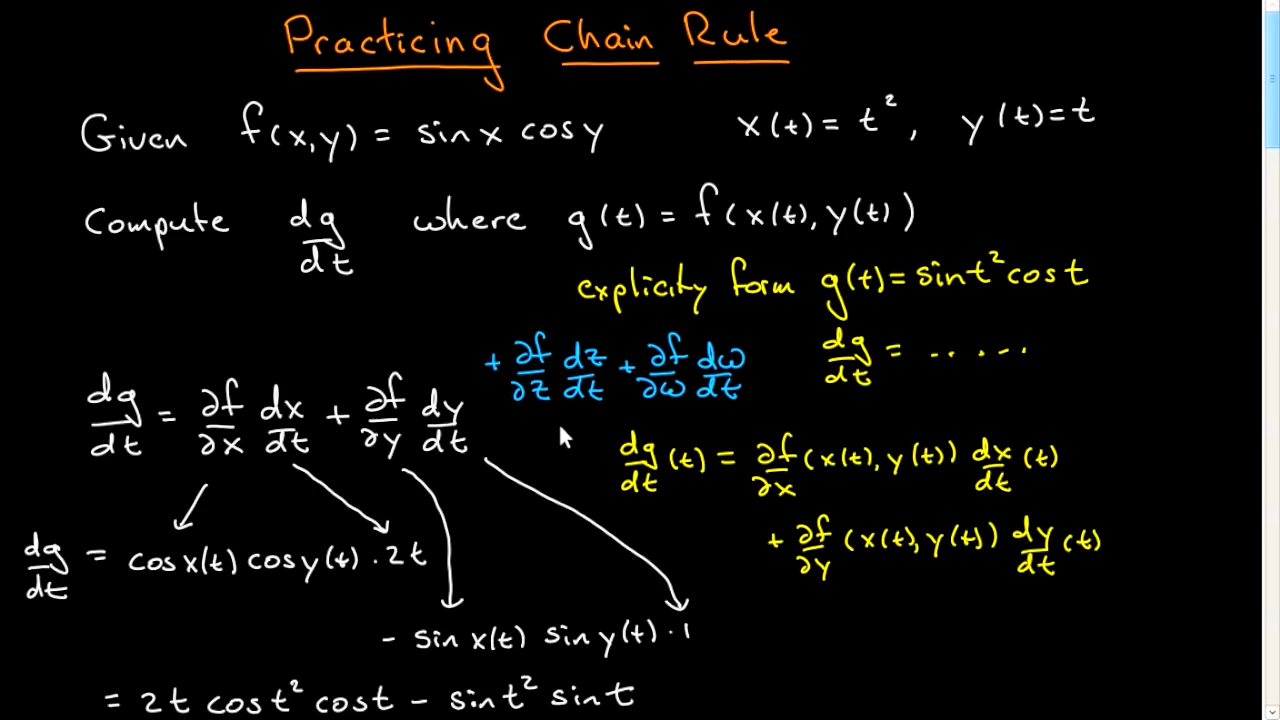 Practicing Chain Rule
Given f(x,y) = sin x cos y x(t) = t², y(t)=t
Compute dg/dt where g(t) = f(x(t), y(t))
explicity form g(t)= sin t² cos t
dg/dt = .....
+ ∂f/∂z dz/dt + ∂f/∂ω dω/dt
dg/dt = ∂f/∂x dx/dt + ∂f/∂y dy/dt
dg/dt (t) = ∂f/∂x (x(t), y(t)) dx/dt (t)
+ ∂f/∂y (x(t), y(t)) dy/dt (t)
dg/dt = cos x(t) cos y(t) · 2t
- sin x(t) sin y(t) · 1
= 2t cos t² cos t - sin t² sin t